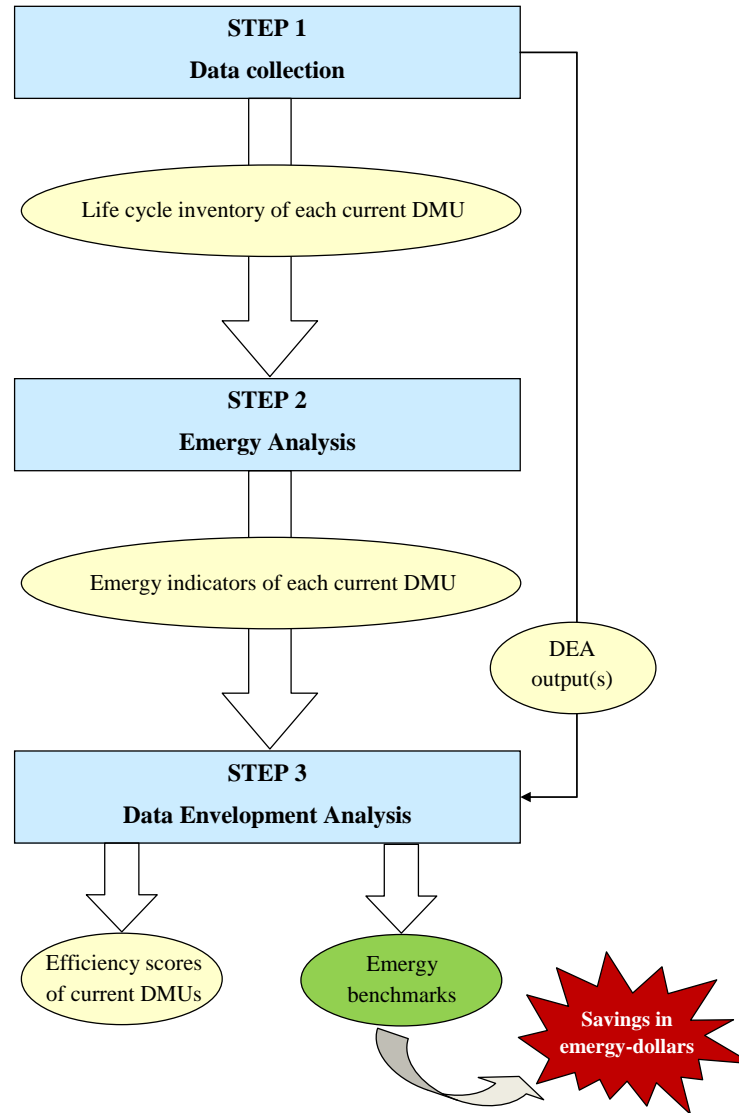 STEP 1
Data collection
Life cycle inventory of each current DMU
STEP 2
Emergy Analysis
Emergy indicators of each current DMU
DEA
output(s)
STEP 3
Data Envelopment Analysis
Efficiency scores
of current DMUs
Emergy
benchmarks
Savings in
emergy-dollars